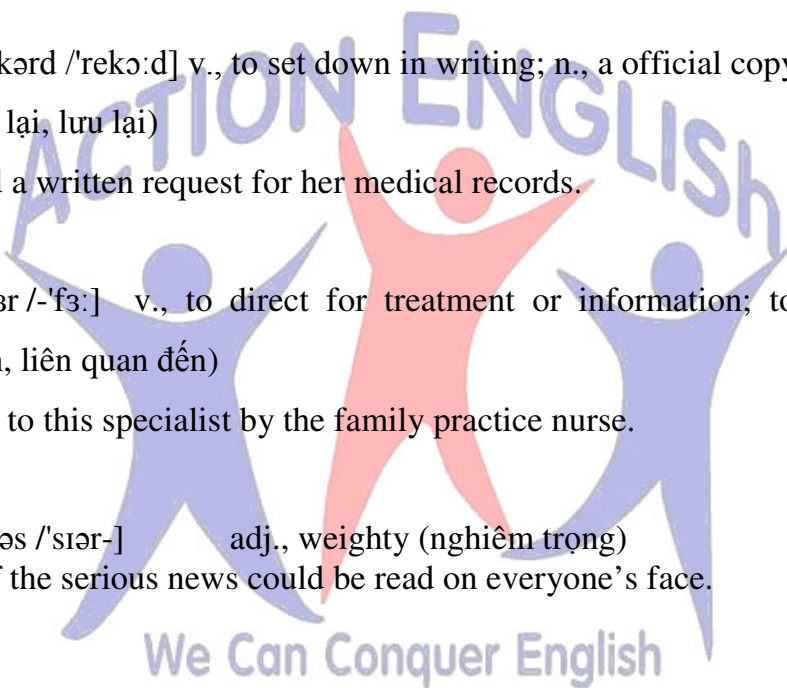 kərd /'rekɔːd] v., to set down in writing; n., a official copy
lại, lưu lại)
a written request for her medical records.
/-'fɜː] v., to direct for treatment or information; to
liên quan đến)
to this specialist by the family practice nurse.
əs /'sɪər-] adj., weighty (nghiêm trọng)
the serious news could be read on everyone’s face.
ACTION ENGLISh
We Can Conquer English